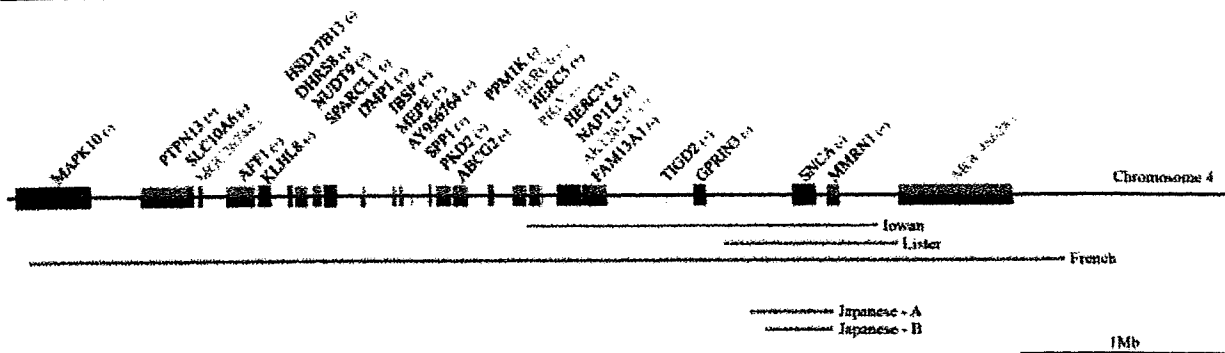 MAPK10 (-)
PTPN13 (+)
SLC10A6 (-)
AFF1 (+)
KLHL8 (-)
HSD17B13 (-)
DHRS8 (-)
NUDT9 (+)
SPARCL1 (-)
DMP1 (+)
IBSP (+)
MEPE (+)
AY956764 (+)
SPP1 (+)
PKD2 (+)
ABCG2 (-)
PPM1K (-)
HERC5 (+)
HERC3 (+)
NAP1L5 (-)
FAM13A1 (-)
TIGD2 (+)
GPRIN3 (-)
SNCA (-)
MMRN1 (+)
Chromosome 4
Iowan
Lister
French
Japanese - A
Japanese - B
1Mb